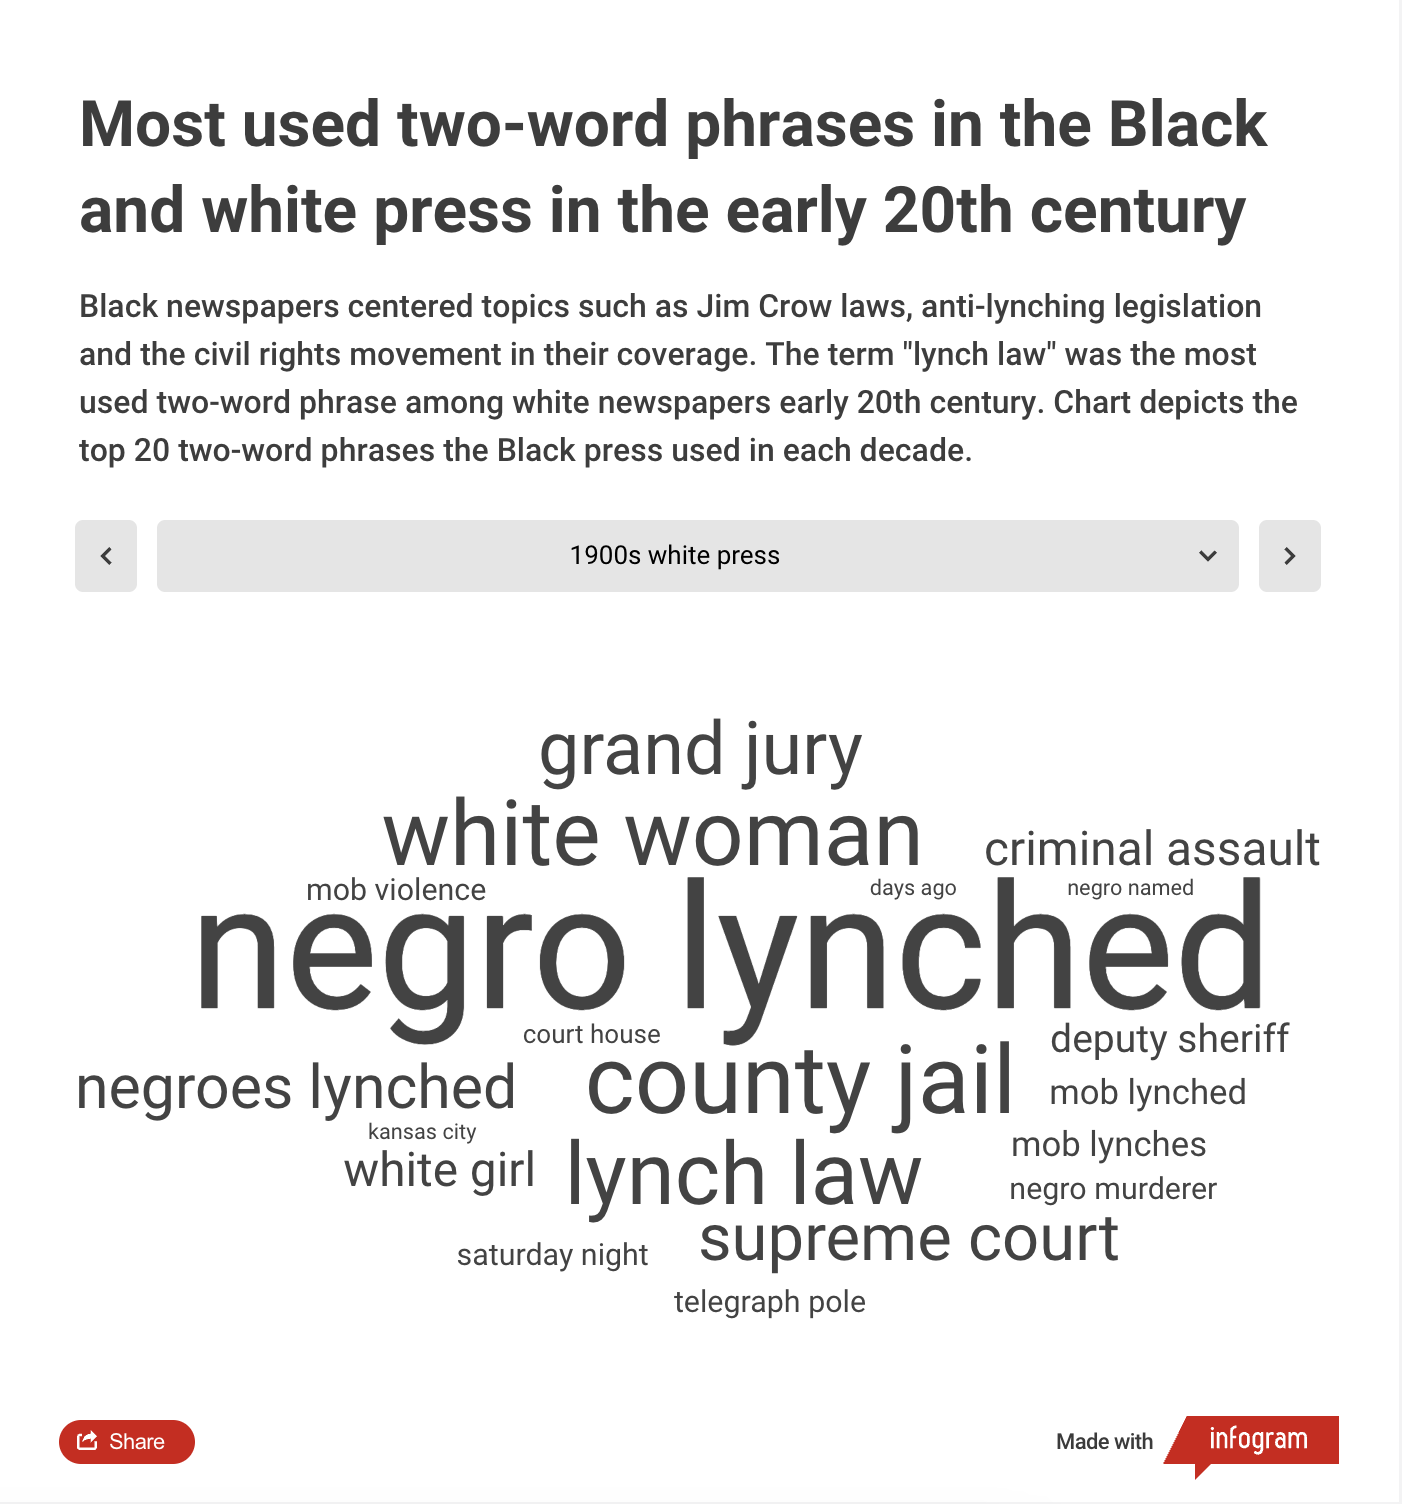 Most used two-word phrases in the Black
and white press in the early 20th century
Black newspapers centered topics such as Jim Crow laws, anti-lynching legislation
and the civil rights movement in their coverage. The term "lynch law" was the most
used two-word phrase among white newspapers early 20th century. Chart depicts the
top 20 two-word phrases the Black press used in each decade.
1900s white press
grand jury
white woman
criminal assault
mob violence
days ago
negro named
negro lynched
court house
deputy sheriff
negroes lynched
county jail
mob lynched
kansas city
mob lynches
white girl
lynch law
negro murderer
supreme court
saturday night
telegraph pole
Share
Made with
infogram